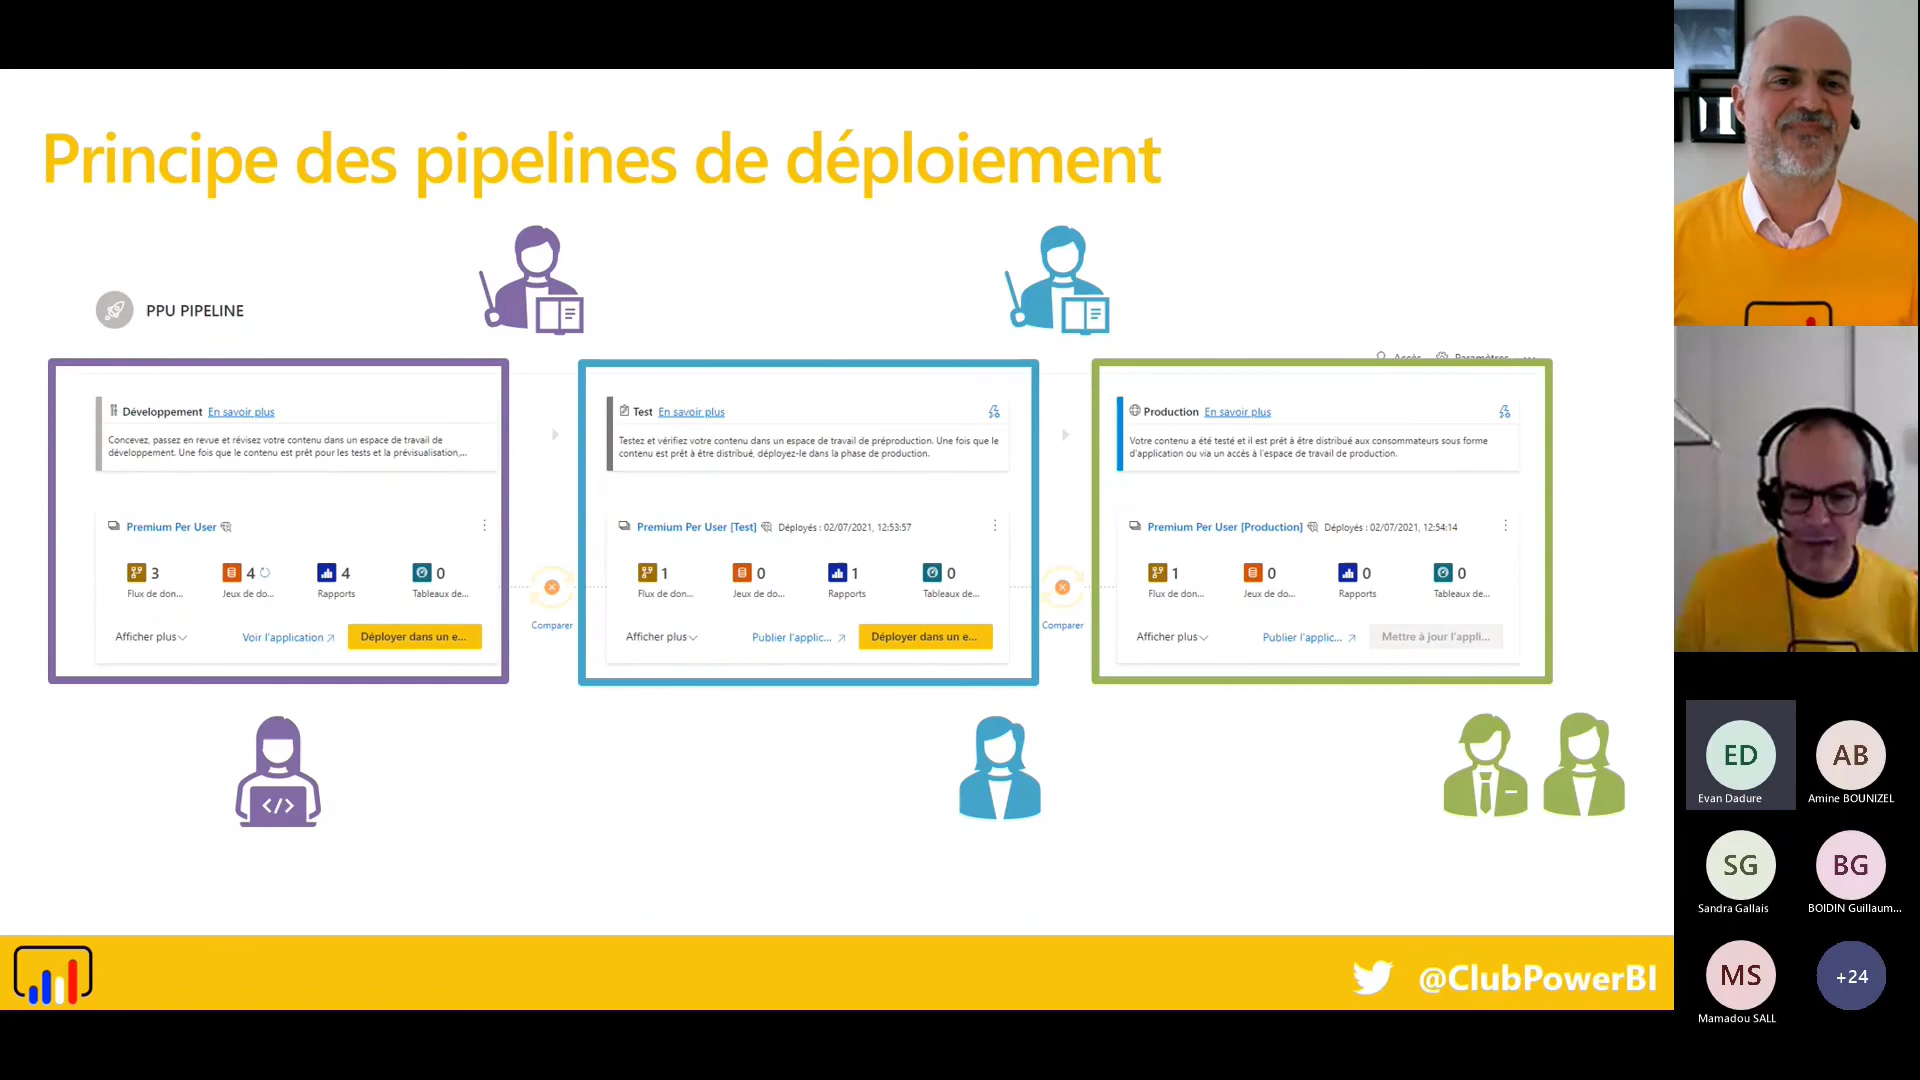 Principe des pipelines de déploiement
PPU PIPELINE
Accès Paramètres ...
Développement En savoir plus
Concevez, passez en revue et révisez votre contenu dans un espace de travail de
développement. Une fois que le contenu est prêt pour les tests et la prévisualisation,...
Premium Per User
3 4 4 0
Flux de don... Jeux de do... Rapports Tableaux de...
Afficher plus Voir l'application Déployer dans un e...
Comparer
Test En savoir plus
Testez et vérifiez votre contenu dans un espace de travail de préproduction. Une fois que le
contenu est prêt à être distribué, déployez-le dans la phase de production.
Premium Per User [Test] Déployés : 02/07/2021, 12:53:57
1 0 1 0
Flux de don... Jeux de do... Rapports Tableaux de...
Afficher plus Publier l'applic... Déployer dans un e...
Comparer
Production En savoir plus
Votre contenu a été testé et il est prêt à être distribué aux consommateurs sous forme
d'application ou via un accès à l'espace de travail de production.
Premium Per User [Production] Déployés : 02/07/2021, 12:54:14
1 0 0 0
Flux de don... Jeux de do... Rapports Tableaux de...
Afficher plus Publier l'applic... Mettre à jour l'appli...
</>
@ClubPowerBI
ED AB
Evan Dadure Amine BOUNIZEL
SG BG
Sandra Gallais BOIDIN Guillaum...
MS +24
Mamadou SALL